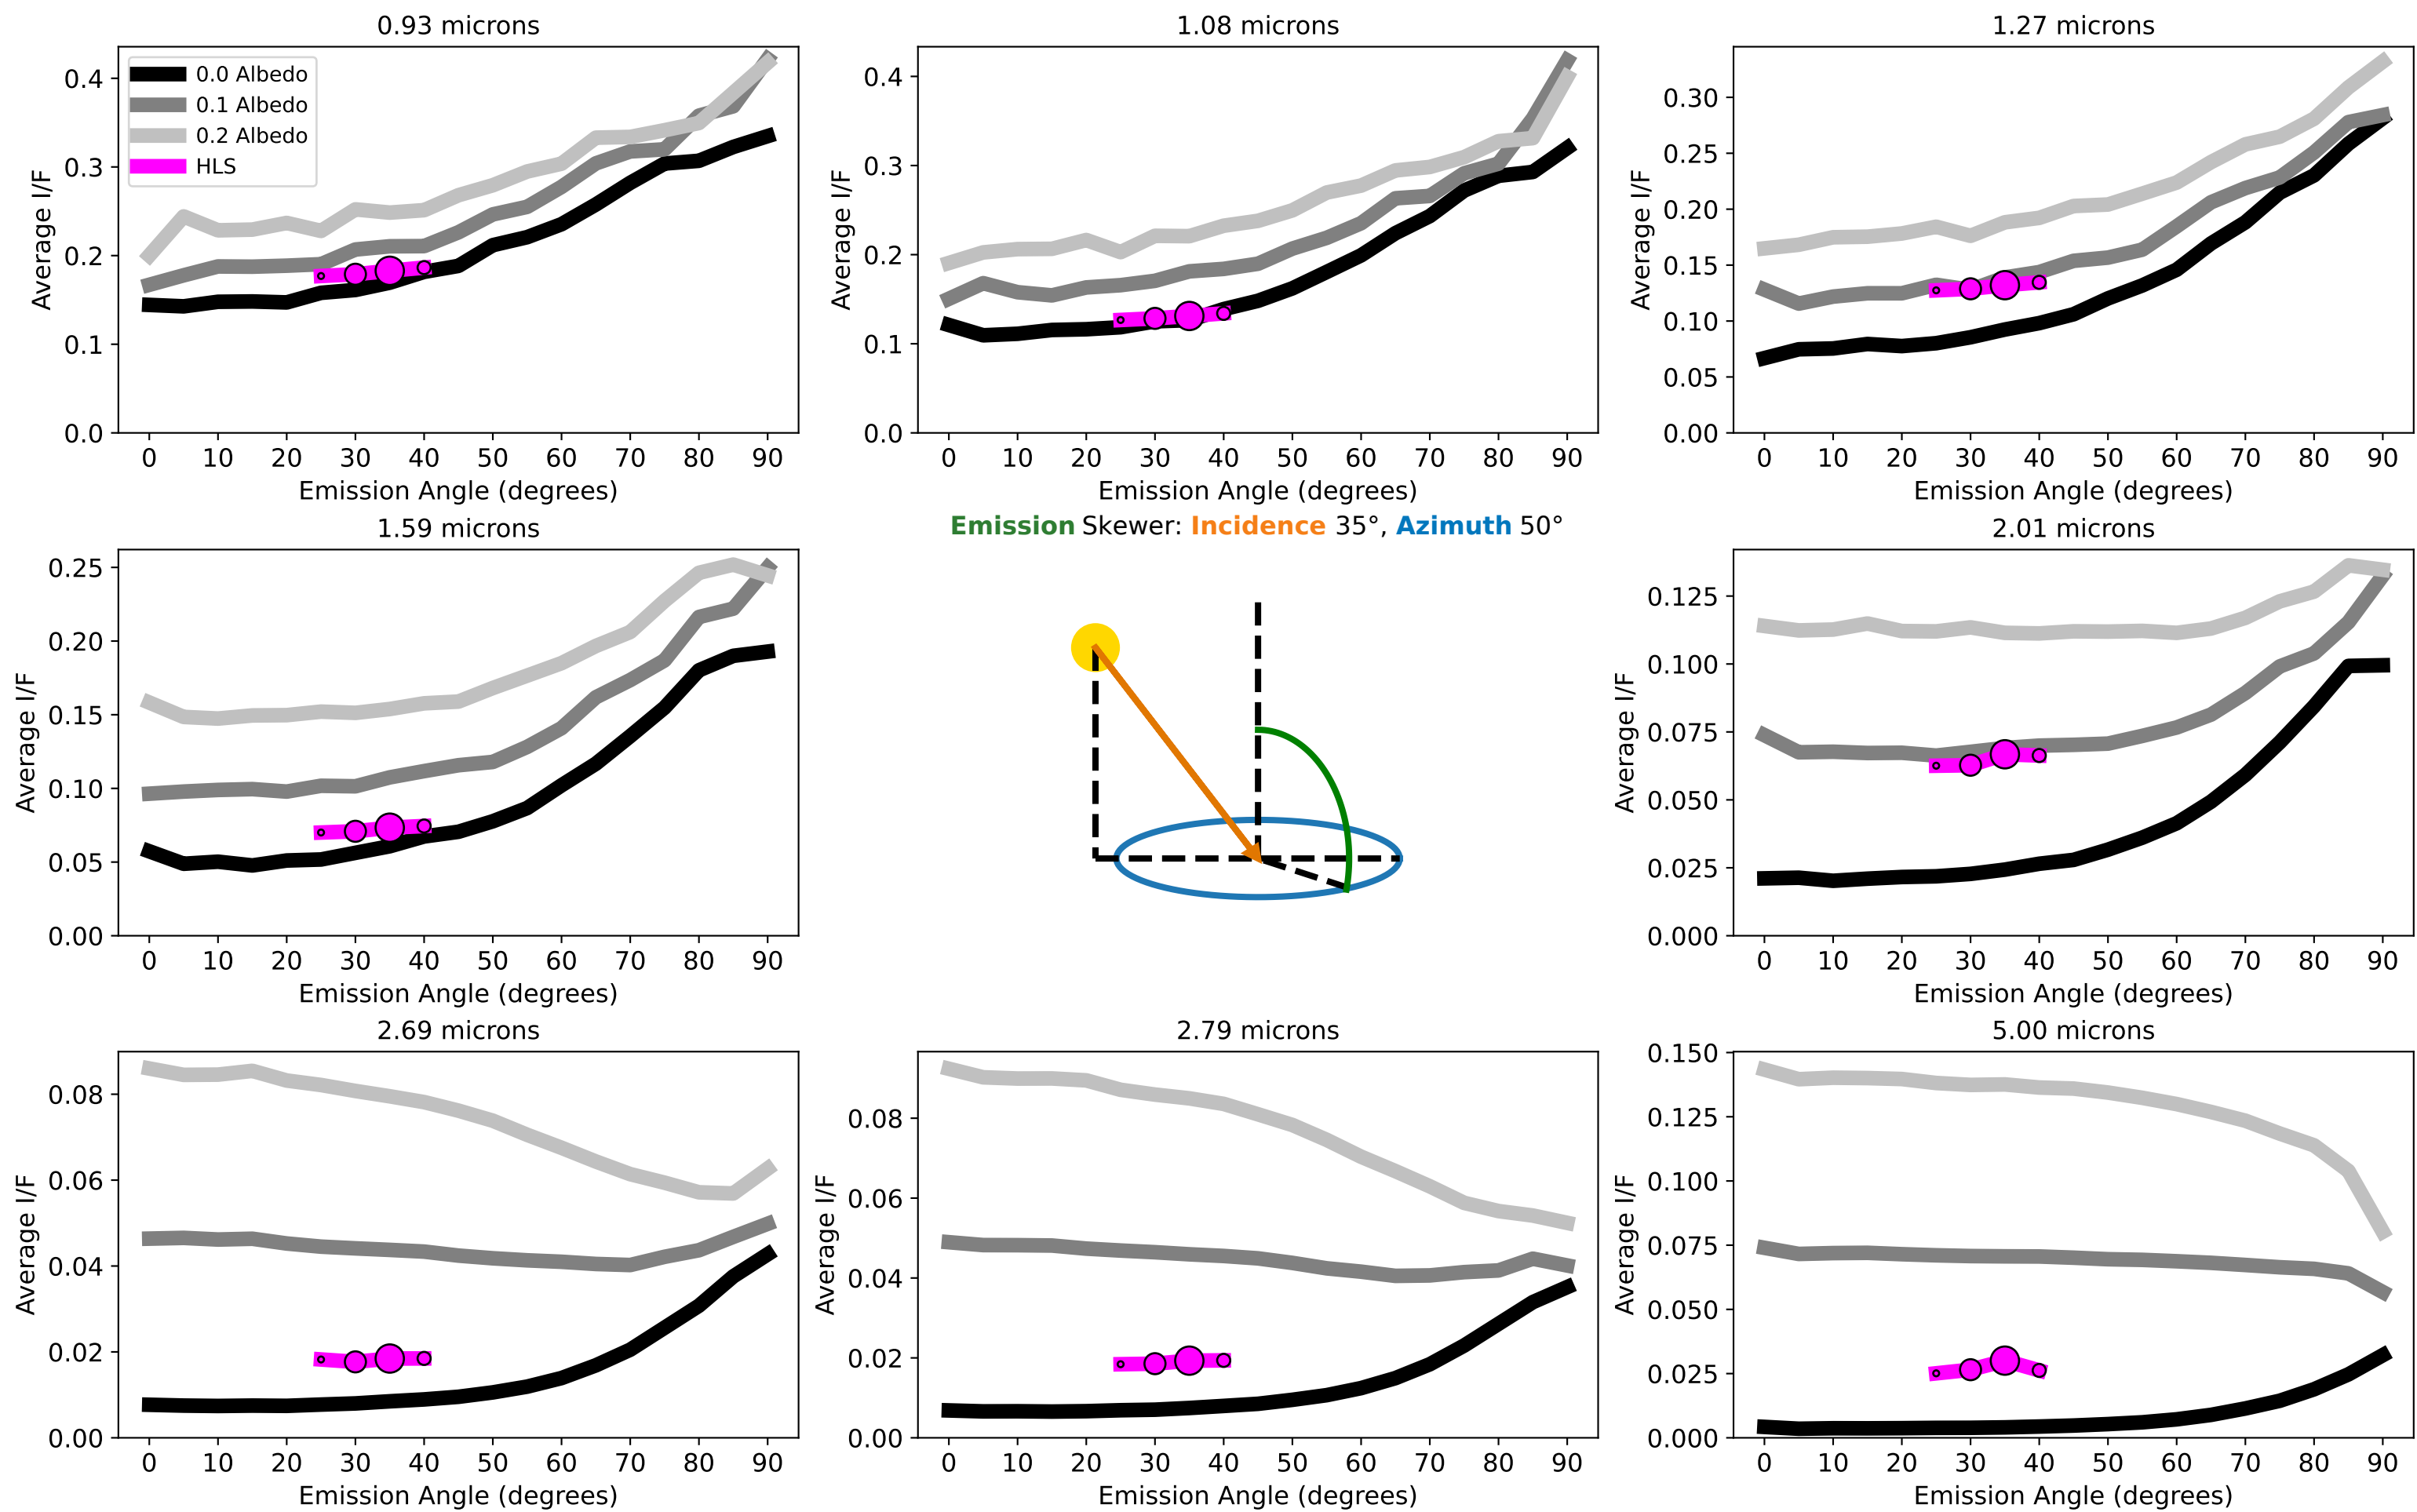 0.93 microns
0.0 Albedo
0.1 Albedo
0.2 Albedo
HLS
Average I/F
0.4
0.3
0.2
0.1
0.0
0 10 20 30 40 50 60 70 80 90
Emission Angle (degrees)
1.08 microns
Average I/F
0.4
0.3
0.2
0.1
0.0
0 10 20 30 40 50 60 70 80 90
Emission Angle (degrees)
1.27 microns
Average I/F
0.30
0.25
0.20
0.15
0.10
0.05
0.00
0 10 20 30 40 50 60 70 80 90
Emission Angle (degrees)
1.59 microns
Average I/F
0.25
0.20
0.15
0.10
0.05
0.00
0 10 20 30 40 50 60 70 80 90
Emission Angle (degrees)
Emission Skewer: Incidence 35°, Azimuth 50°
2.01 microns
Average I/F
0.125
0.100
0.075
0.050
0.025
0.000
0 10 20 30 40 50 60 70 80 90
Emission Angle (degrees)
2.69 microns
Average I/F
0.08
0.06
0.04
0.02
0.00
0 10 20 30 40 50 60 70 80 90
Emission Angle (degrees)
2.79 microns
Average I/F
0.08
0.06
0.04
0.02
0.00
0 10 20 30 40 50 60 70 80 90
Emission Angle (degrees)
5.00 microns
Average I/F
0.150
0.125
0.100
0.075
0.050
0.025
0.000
0 10 20 30 40 50 60 70 80 90
Emission Angle (degrees)